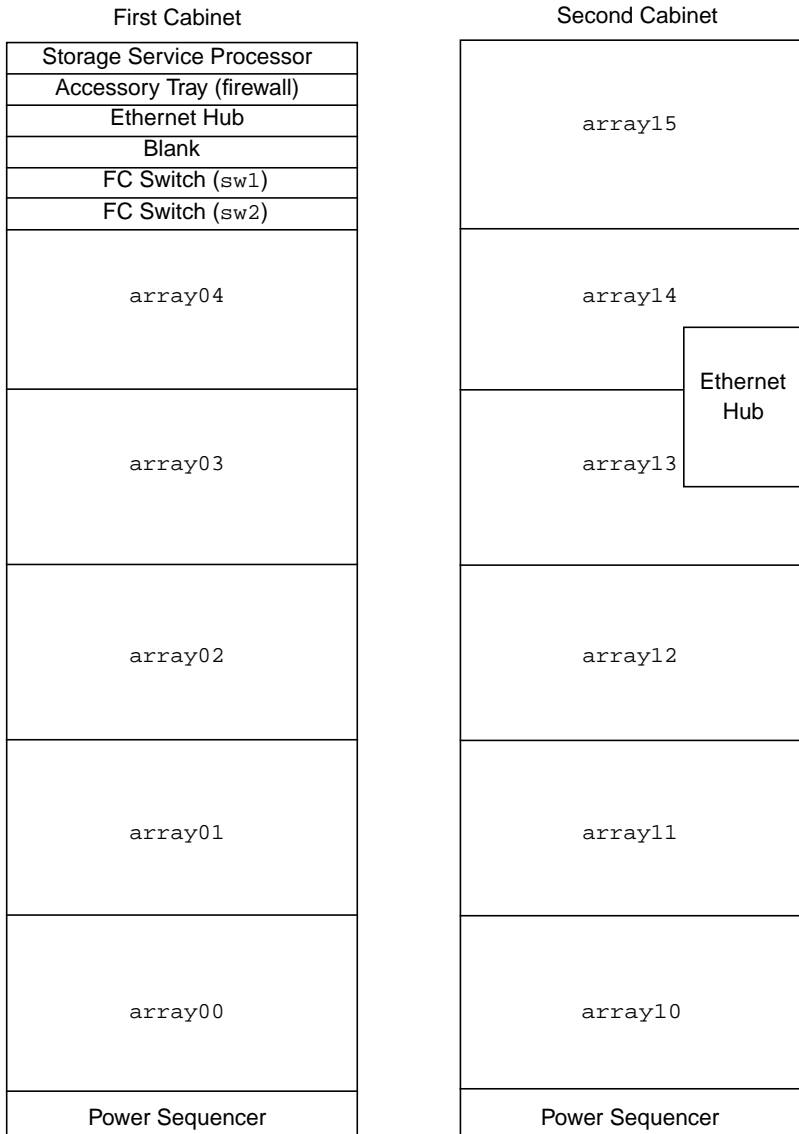 First Cabinet
Storage Service Processor
Accessory Tray (firewall)
Ethernet Hub
Blank
FC Switch (sw1)
FC Switch (sw2)
array04
array03
array02
array01
array00
Power Sequencer
Second Cabinet
array15
array14
Ethernet
Hub
array13
array12
array11
array10
Power Sequencer